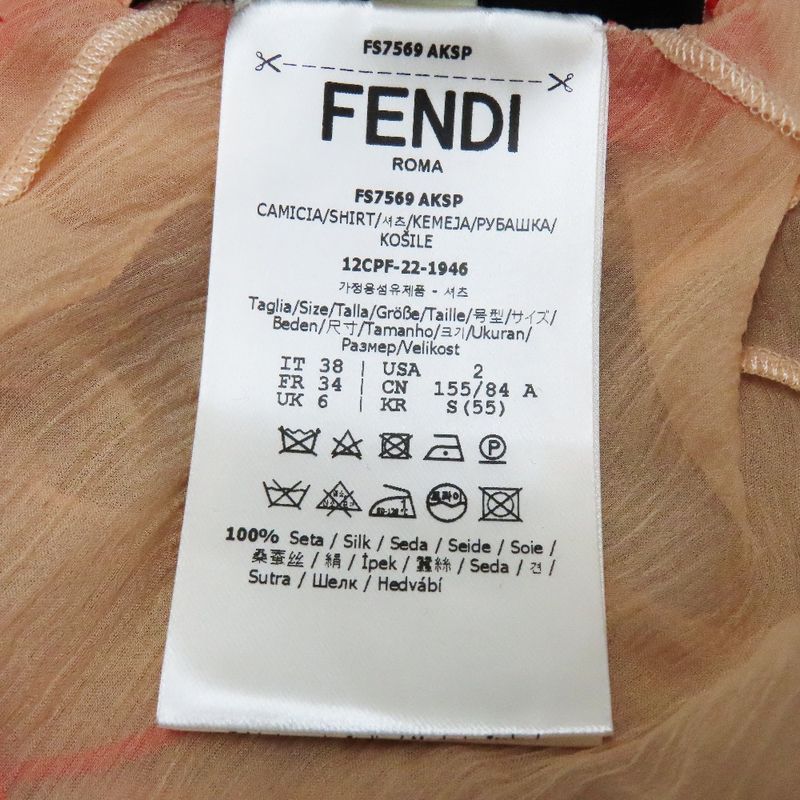 FS7569 AKSP
FENDI
ROMA
FS7569 AKSP
CAMICIA/SHIRT/셔츠/KEMEJA/РУБАШКА/
KOŠILE
12CPF-22-1946
가정용섬유제품 - 셔츠
Taglia/Size/Talla/Größe/Taille/号型/サイズ/
Beden/尺寸/Tamanho/크기/Ukuran/
Размер/Velikost
IT 38 | USA 2
FR 34 | CN 155/84 A
UK 6 | KR S(55)
P
드라이
100% Seta / Silk / Seda / Seide / Soie /
桑蚕丝 / 絹 / İpek / 蠶絲 / Seda / 견 /
Sutra / Шелк / Hedvábí